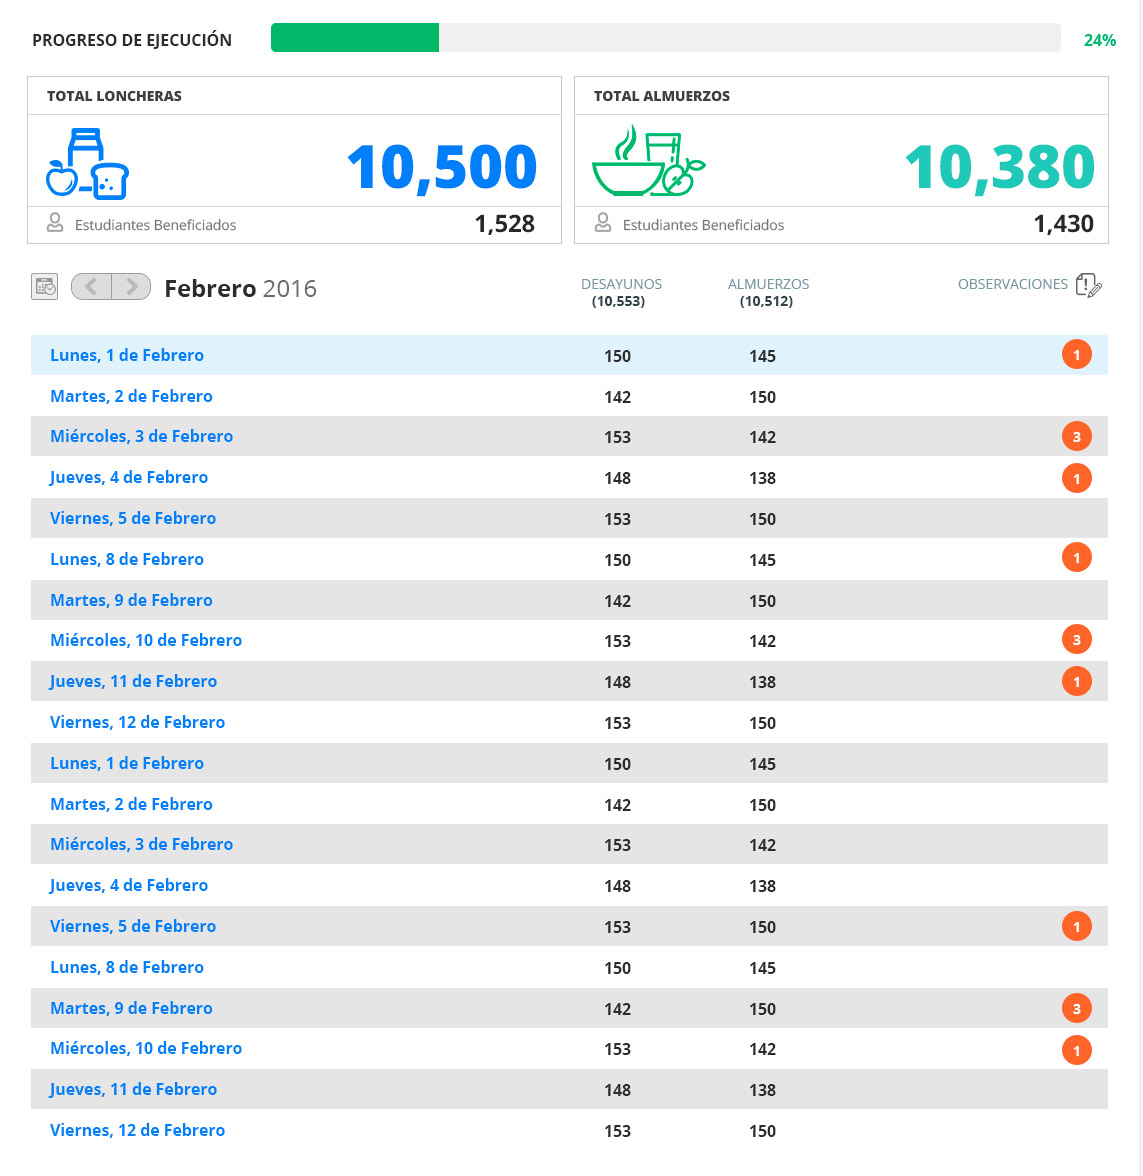 PROGRESO DE EJECUCIÓN 24%
TOTAL LONCHERAS
10,500
Estudiantes Beneficiados 1,528
TOTAL ALMUERZOS
10,380
Estudiantes Beneficiados 1,430
Febrero 2016 DESAYUNOS (10,553) ALMUERZOS (10,512) OBSERVACIONES
Lunes, 1 de Febrero 150 145 1
Martes, 2 de Febrero 142 150
Miércoles, 3 de Febrero 153 142 3
Jueves, 4 de Febrero 148 138 1
Viernes, 5 de Febrero 153 150
Lunes, 8 de Febrero 150 145 1
Martes, 9 de Febrero 142 150
Miércoles, 10 de Febrero 153 142 3
Jueves, 11 de Febrero 148 138 1
Viernes, 12 de Febrero 153 150
Lunes, 1 de Febrero 150 145
Martes, 2 de Febrero 142 150
Miércoles, 3 de Febrero 153 142
Jueves, 4 de Febrero 148 138
Viernes, 5 de Febrero 153 150 1
Lunes, 8 de Febrero 150 145
Martes, 9 de Febrero 142 150 3
Miércoles, 10 de Febrero 153 142 1
Jueves, 11 de Febrero 148 138
Viernes, 12 de Febrero 153 150